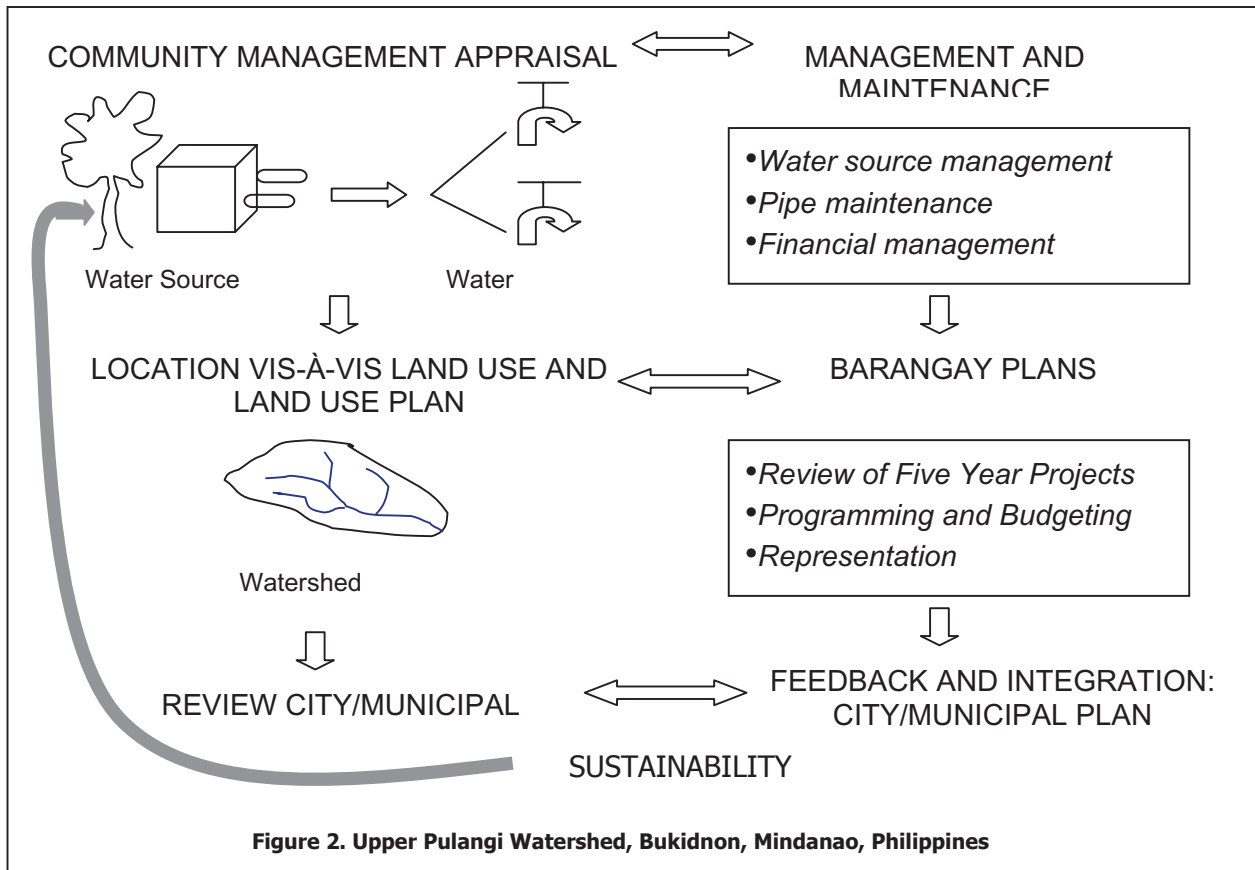 COMMUNITY MANAGEMENT APPRAISAL
MANAGEMENT AND
MAINTENANCE
Water Source
Water
•Water source management
•Pipe maintenance
•Financial management
LOCATION VIS-À-VIS LAND USE AND
LAND USE PLAN
BARANGAY PLANS
Watershed
•Review of Five Year Projects
•Programming and Budgeting
•Representation
REVIEW CITY/MUNICIPAL
FEEDBACK AND INTEGRATION:
CITY/MUNICIPAL PLAN
SUSTAINABILITY
Figure 2. Upper Pulangi Watershed, Bukidnon, Mindanao, Philippines